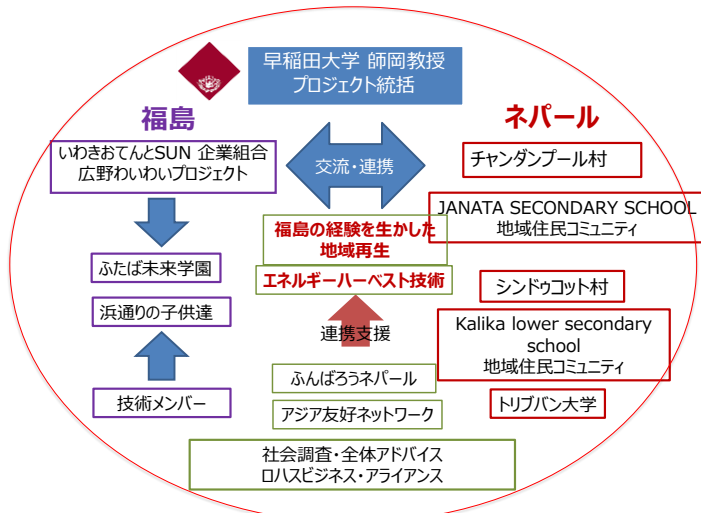 早稲田大学 師岡教授
プロジェクト統括
福島
ネパール
いわきおてんとSUN 企業組合
広野わいわいプロジェクト
交流・連携
チャンダンプール村
JANATA SECONDARY SCHOOL
地域住民コミュニティ
福島の経験を生かした
地域再生
ふたば未来学園
エネルギーハーベスト技術
シンドゥコット村
浜通りの子供達
連携支援
Kalika lower secondary
school
地域住民コミュニティ
ふんばろうネパール
技術メンバー
アジア友好ネットワーク
トリブバン大学
社会調査・全体アドバイス
ロハスビジネス・アライアンス